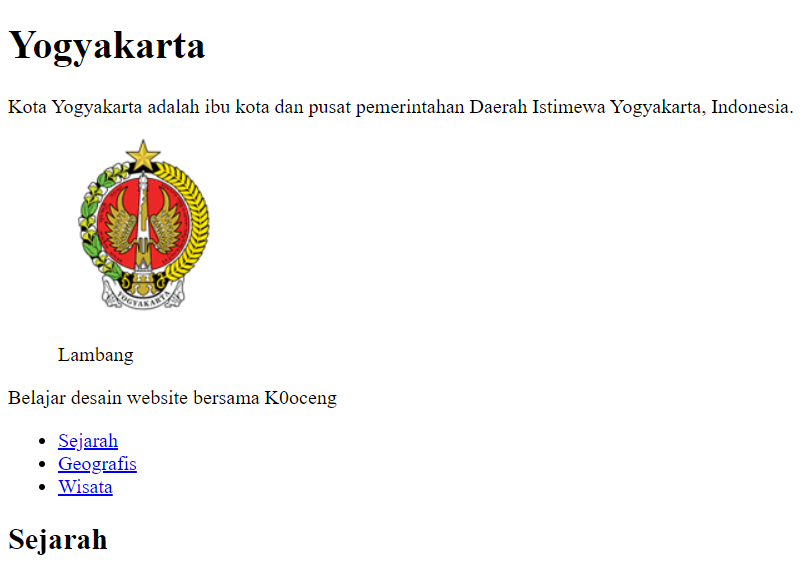 Yogyakarta
Kota Yogyakarta adalah ibu kota dan pusat pemerintahan Daerah Istimewa Yogyakarta, Indonesia.
YOGYAKARTA
Lambang
Belajar desain website bersama K0oceng
Sejarah
Geografis
Wisata
Sejarah